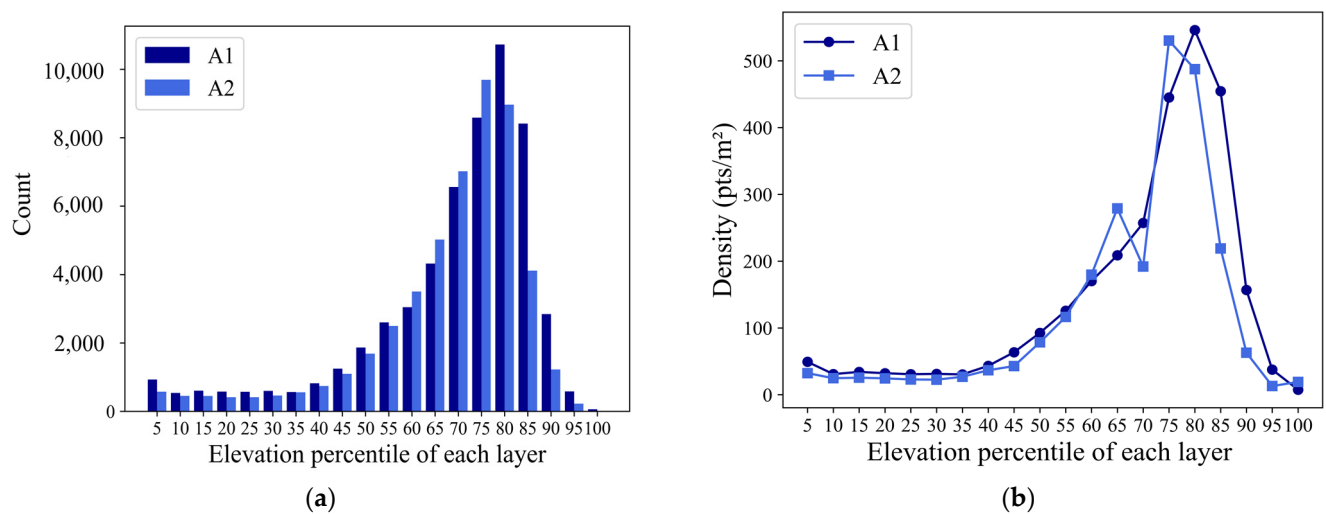 A1
A2
10,000
8,000
6,000
4,000
2,000
0
Count
5 10 15 20 25 30 35 40 45 50 55 60 65 70 75 80 85 90 95 100
Elevation percentile of each layer
(a)
A1
A2
500
400
300
200
100
0
Density (pts/m²)
5 10 15 20 25 30 35 40 45 50 55 60 65 70 75 80 85 90 95 100
Elevation percentile of each layer
(b)